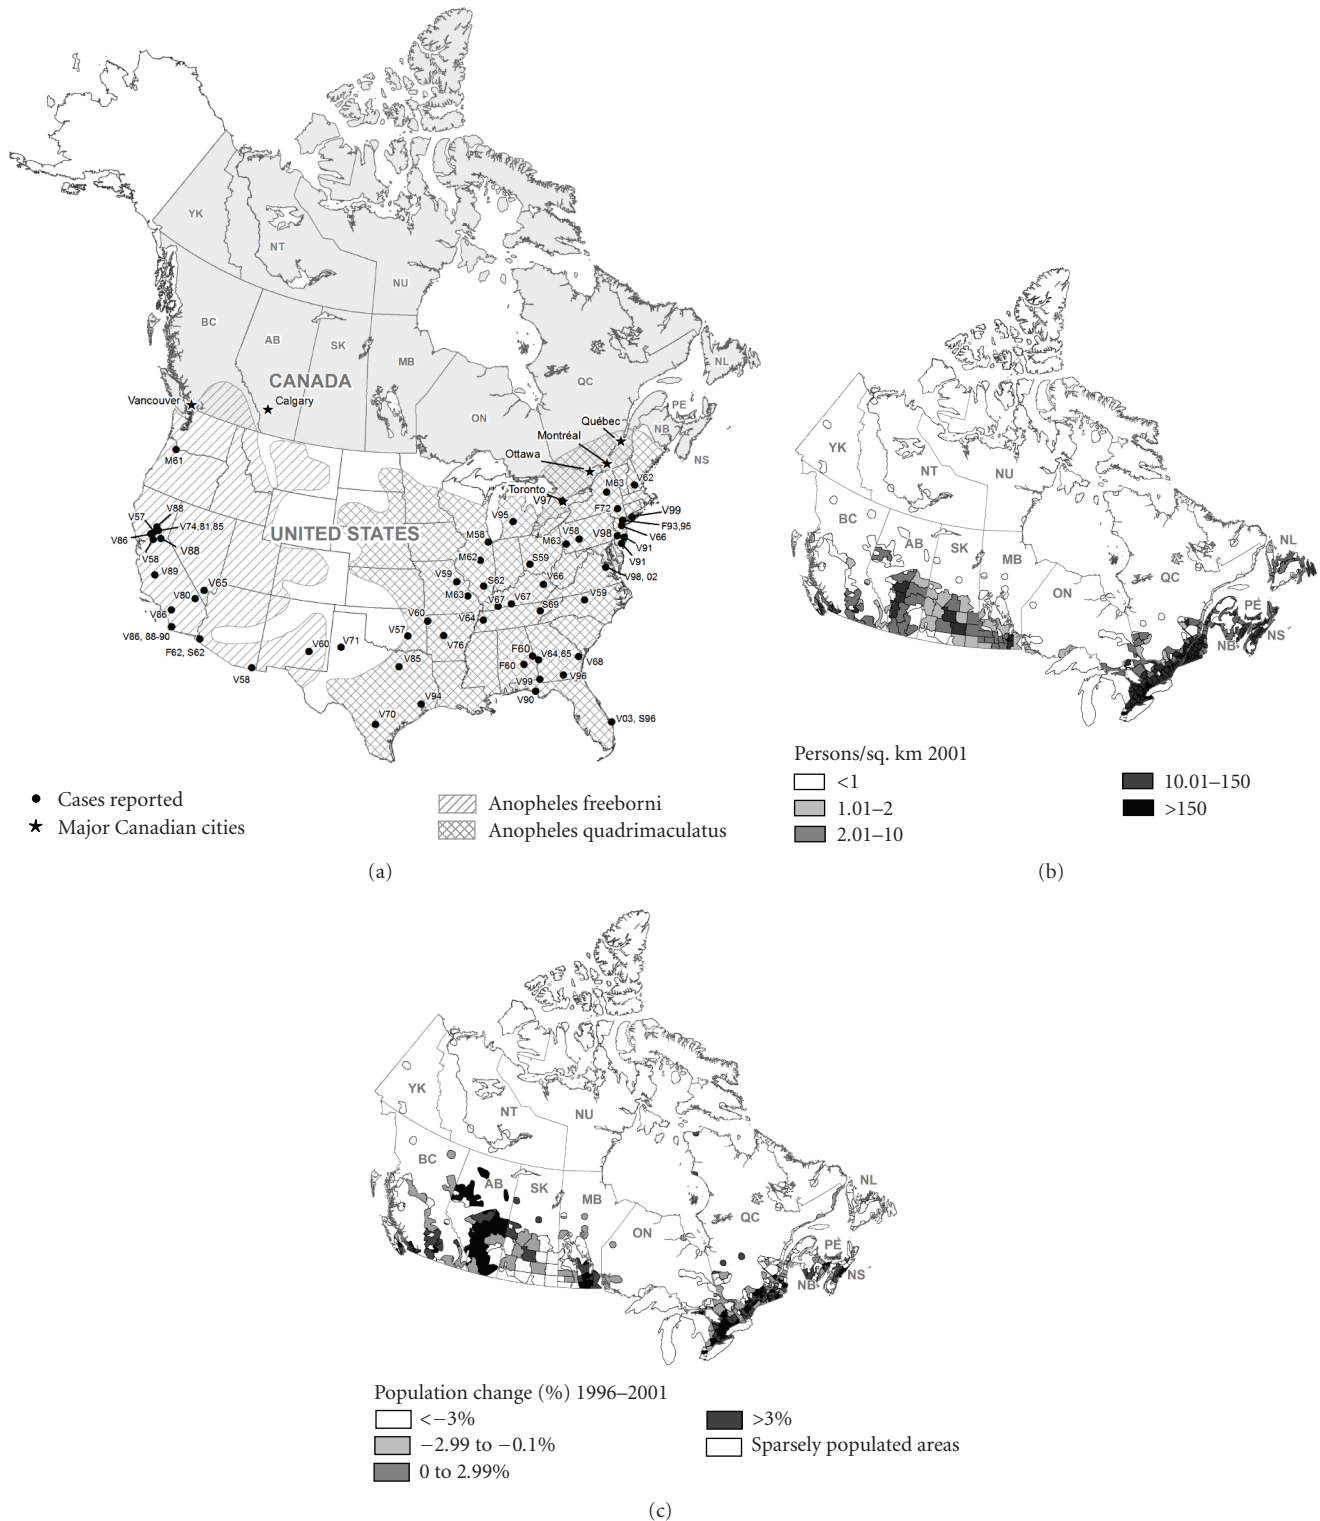 YK
NT
NU
BC
AB
SK
MB
CANADA
ON
QC
NL
PE
NB
NS
Vancouver
Calgary
Québec
Montréal
Ottawa
Toronto
V97
M61
UNITED STATES
V57
V88
V74,81,85
V86
V58
V88
V89
V65
V80
V86
V86, 88-90
F62, S62
V58
V60
V71
V57
V60
V76
V85
V94
V70
V95
M58
M62
V59
M63
S62
V67
V67
V64
S59
V66
S69
M63
V58
V59
M63
V62
F72
V99
F93,95
V98
V66
V91
V91
V98, 02
F60
F60
V64,65
V68
V99
V96
V90
V03, S96
Cases reported
Major Canadian cities
Anopheles freeborni
Anopheles quadrimaculatus
(a)
YK
NT
NU
BC
AB
SK
MB
ON
QC
NL
PE
NB
NS
Persons/sq. km 2001
<1
1.01–2
2.01–10
10.01–150
>150
(b)
YK
NT
NU
BC
AB
SK
MB
ON
QC
NL
PE
NB
NS
Population change (%) 1996–2001
<−3%
−2.99 to −0.1%
0 to 2.99%
>3%
Sparsely populated areas
(c)